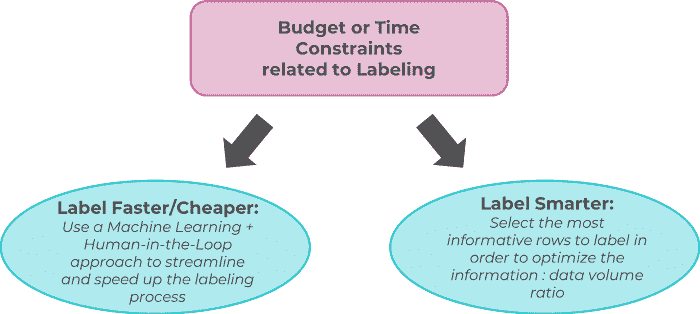 Budget or Time
Constraints
related to Labeling
Label Faster/Cheaper:
Use a Machine Learning +
Human-in-the-Loop
approach to streamline
and speed up the labeling
process
Label Smarter:
Select the most
informative rows to label in
order to optimize the
information : data volume
ratio